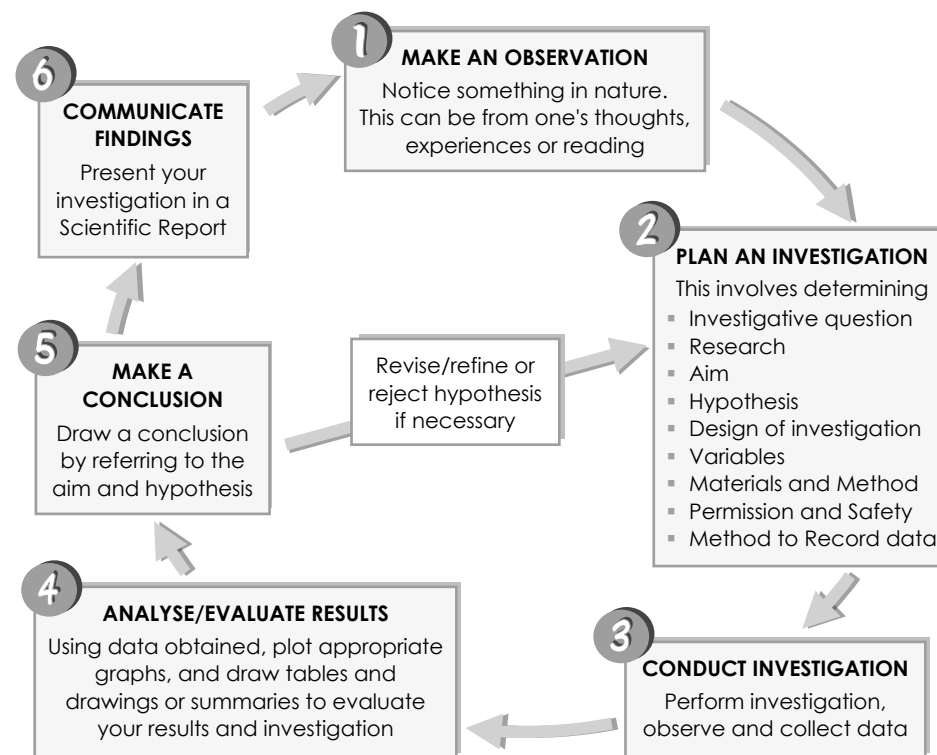 1
MAKE AN OBSERVATION
Notice something in nature.
This can be from one's thoughts,
experiences or reading
2
PLAN AN INVESTIGATION
This involves determining
▪ Investigative question
▪ Research
▪ Aim
▪ Hypothesis
▪ Design of investigation
▪ Variables
▪ Materials and Method
▪ Permission and Safety
▪ Method to Record data
3
CONDUCT INVESTIGATION
Perform investigation,
observe and collect data
4
ANALYSE/EVALUATE RESULTS
Using data obtained, plot appropriate
graphs, and draw tables and
drawings or summaries to evaluate
your results and investigation
5
MAKE A
CONCLUSION
Draw a conclusion
by referring to the
aim and hypothesis
Revise/refine or
reject hypothesis
if necessary
6
COMMUNICATE
FINDINGS
Present your
investigation in a
Scientific Report